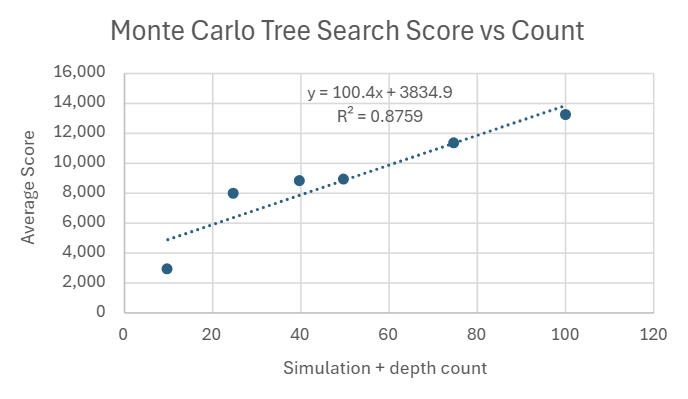 Monte Carlo Tree Search Score vs Count
y = 100.4x + 3834.9
R² = 0.8759
Average Score
16,000
14,000
12,000
10,000
8,000
6,000
4,000
2,000
0
0 20 40 60 80 100 120
Simulation + depth count